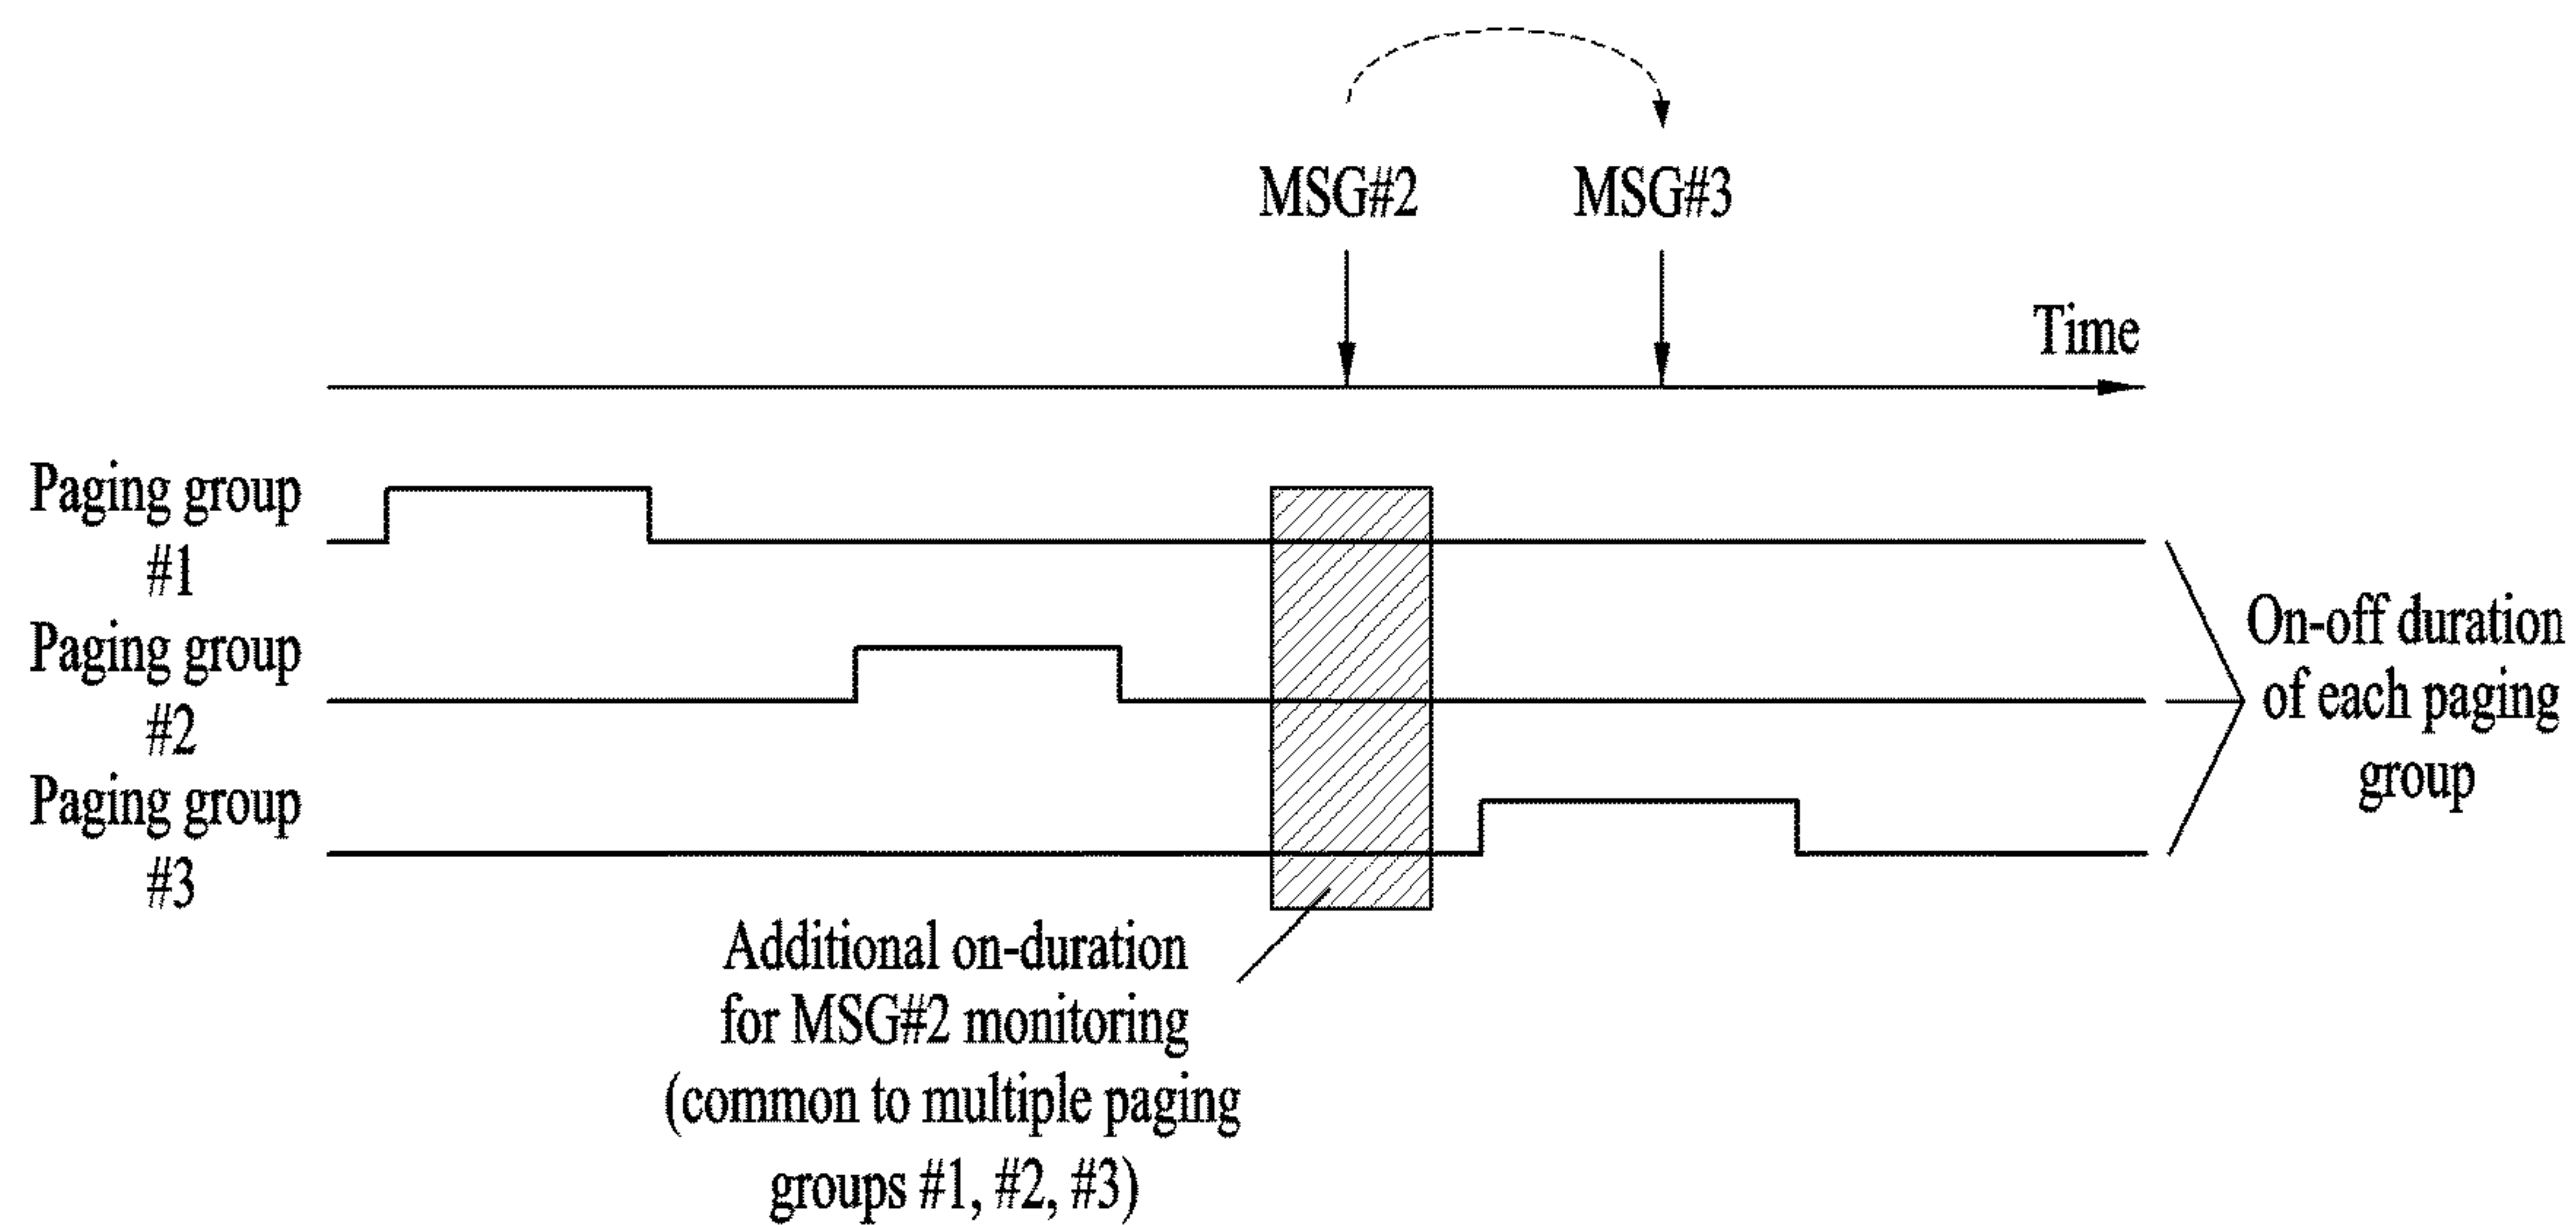 MSG#2
MSG#3
Time
Paging group
#1
Paging group
#2
Paging group
#3
On-off duration
of each paging
group
Additional on-duration
for MSG#2 monitoring
(common to multiple paging
groups #1, #2, #3)